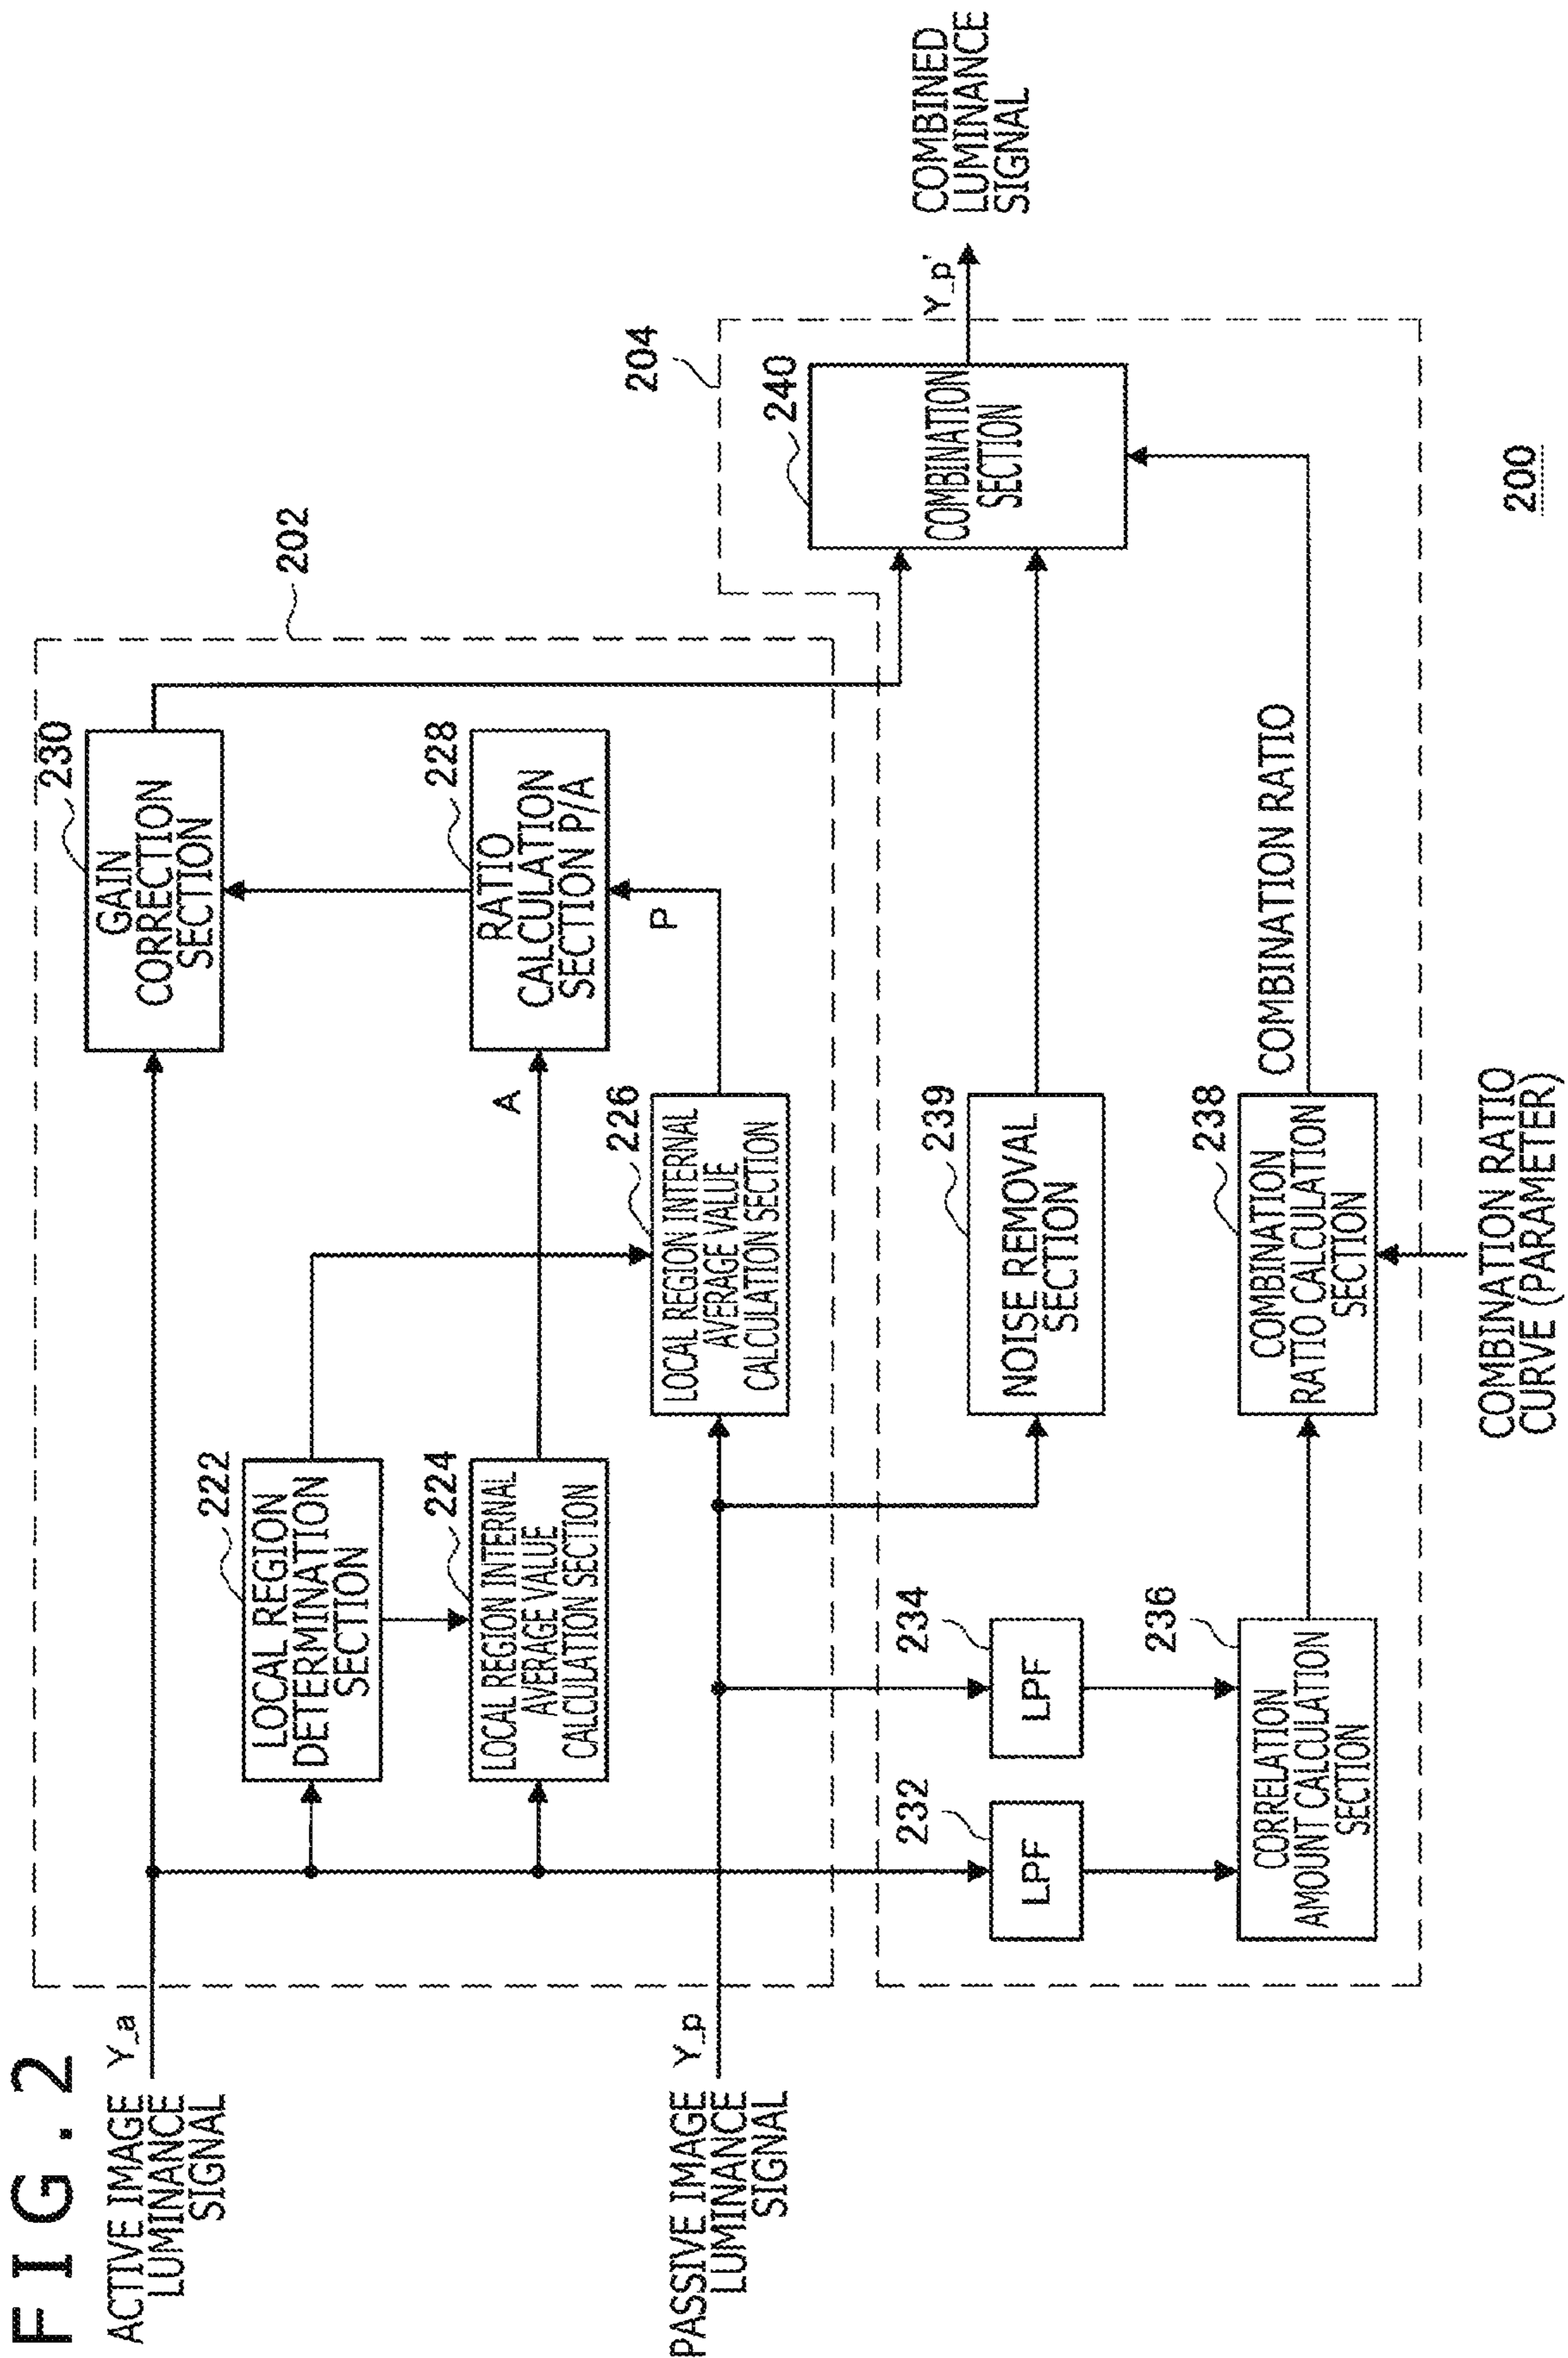 FIG.2
ACTIVE IMAGE
LUMINANCE
SIGNAL
Y_a
PASSIVE IMAGE
LUMINANCE
SIGNAL
Y_p
202
230
GAIN
CORRECTION
SECTION
222
LOCAL REGION
DETERMINATION
SECTION
224
LOCAL REGION INTERNAL
AVERAGE VALUE
CALCULATION SECTION
A
228
RATIO
CALCULATION
SECTION P/A
P
226
LOCAL REGION INTERNAL
AVERAGE VALUE
CALCULATION SECTION
204
232
LPF
234
LPF
236
CORRELATION
AMOUNT CALCULATION
SECTION
239
NOISE REMOVAL
SECTION
238
COMBINATION
RATIO CALCULATION
SECTION
COMBINATION RATIO
COMBINATION RATIO
CURVE (PARAMETER)
240
COMBINATION
SECTION
Y_p'
COMBINED
LUMINANCE
SIGNAL
200